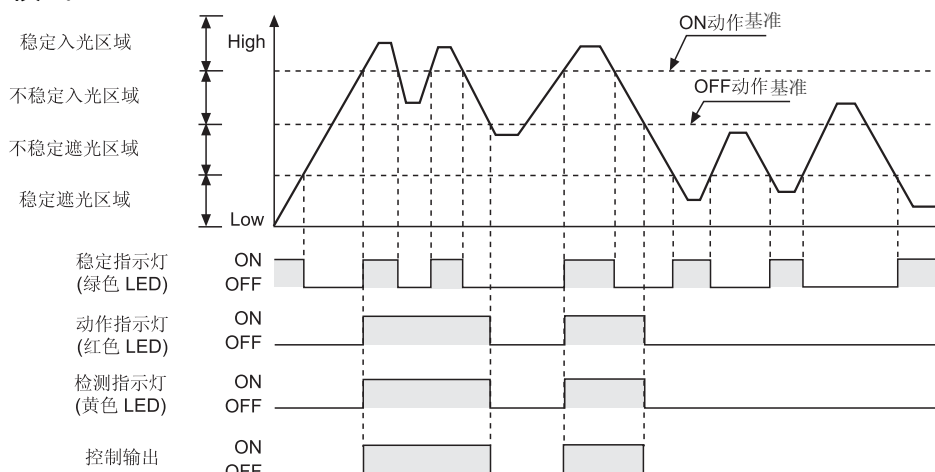 ON动作基准
稳定入光区域
High
不稳定入光区域
OFF动作基准
不稳定遮光区域
稳定遮光区域
Low
稳定指示灯
(绿色 LED)
ON
OFF
动作指示灯
(红色 LED)
ON
OFF
检测指示灯
(黄色 LED)
ON
OFF
控制输出
ON
OFF